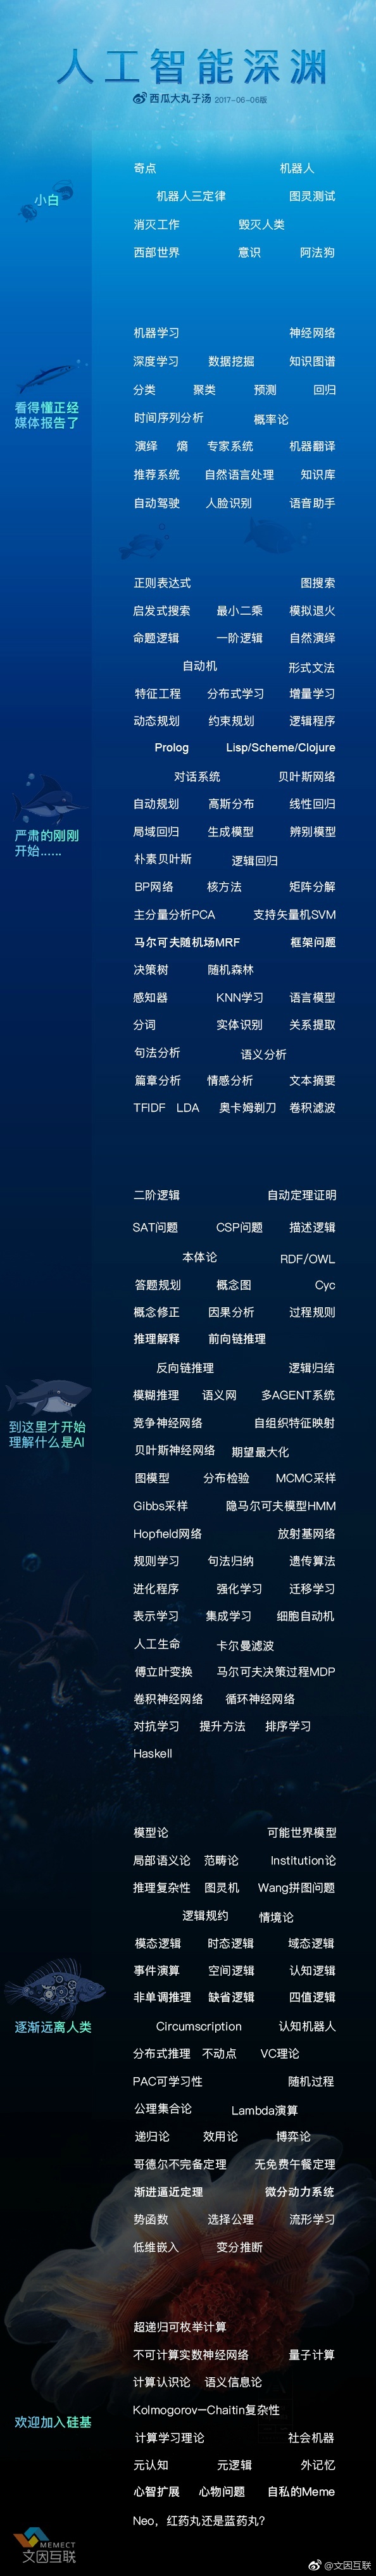 人工智能深渊
西瓜大丸子汤 2017-06-06版
小白
奇点 机器人
机器人三定律 图灵测试
消灭工作 毁灭人类
西部世界 意识 阿法狗
看得懂正经
媒体报告了
机器学习 神经网络
深度学习 数据挖掘 知识图谱
分类 聚类 预测 回归
时间序列分析 概率论
演绎 熵 专家系统 机器翻译
推荐系统 自然语言处理 知识库
自动驾驶 人脸识别 语音助手
严肃的刚刚
开始......
正则表达式 图搜索
启发式搜索 最小二乘 模拟退火
命题逻辑 一阶逻辑 自然演绎
自动机 形式文法
特征工程 分布式学习 增量学习
动态规划 约束规划 逻辑程序
Prolog Lisp/Scheme/Clojure
对话系统 贝叶斯网络
自动规划 高斯分布 线性回归
局域回归 生成模型 辨别模型
朴素贝叶斯 逻辑回归
BP网络 核方法 矩阵分解
主分量分析PCA 支持矢量机SVM
马尔可夫随机场MRF 框架问题
决策树 随机森林
感知器 KNN学习 语言模型
分词 实体识别 关系提取
句法分析 语义分析
篇章分析 情感分析 文本摘要
TFIDF LDA 奥卡姆剃刀 卷积滤波
到这里才开始
理解什么是AI
二阶逻辑 自动定理证明
SAT问题 CSP问题 描述逻辑
本体论 RDF/OWL
答题规划 概念图 Cyc
概念修正 因果分析 过程规则
推理解释 前向链推理
反向链推理 逻辑归结
模糊推理 语义网 多AGENT系统
竞争神经网络 自组织特征映射
贝叶斯神经网络 期望最大化
图模型 分布检验 MCMC采样
Gibbs采样 隐马尔可夫模型HMM
Hopfield网络 放射基网络
规则学习 句法归纳 遗传算法
进化程序 强化学习 迁移学习
表示学习 集成学习 细胞自动机
人工生命 卡尔曼滤波
傅立叶变换 马尔可夫决策过程MDP
卷积神经网络 循环神经网络
对抗学习 提升方法 排序学习
Haskell
逐渐远离人类
模型论 可能世界模型
局部语义论 范畴论 Institution论
推理复杂性 图灵机 Wang拼图问题
逻辑规约 情境论
模态逻辑 时态逻辑 域态逻辑
事件演算 空间逻辑 认知逻辑
非单调推理 缺省逻辑 四值逻辑
Circumscription 认知机器人
分布式推理 不动点 VC理论
PAC可学习性 随机过程
公理集合论 Lambda演算
递归论 效用论 博弈论
哥德尔不完备定理 无免费午餐定理
渐进逼近定理 微分动力系统
势函数 选择公理 流形学习
低维嵌入 变分推断
欢迎加入硅基
超递归可枚举计算
不可计算实数神经网络 量子计算
计算认识论 语义信息论
Kolmogorov-Chaitin复杂性
计算学习理论 社会机器
元认知 元逻辑 外记忆
心智扩展 心物问题 自私的Meme
Neo，红药丸还是蓝药丸?
MEMECT
文因互联
@文因互联